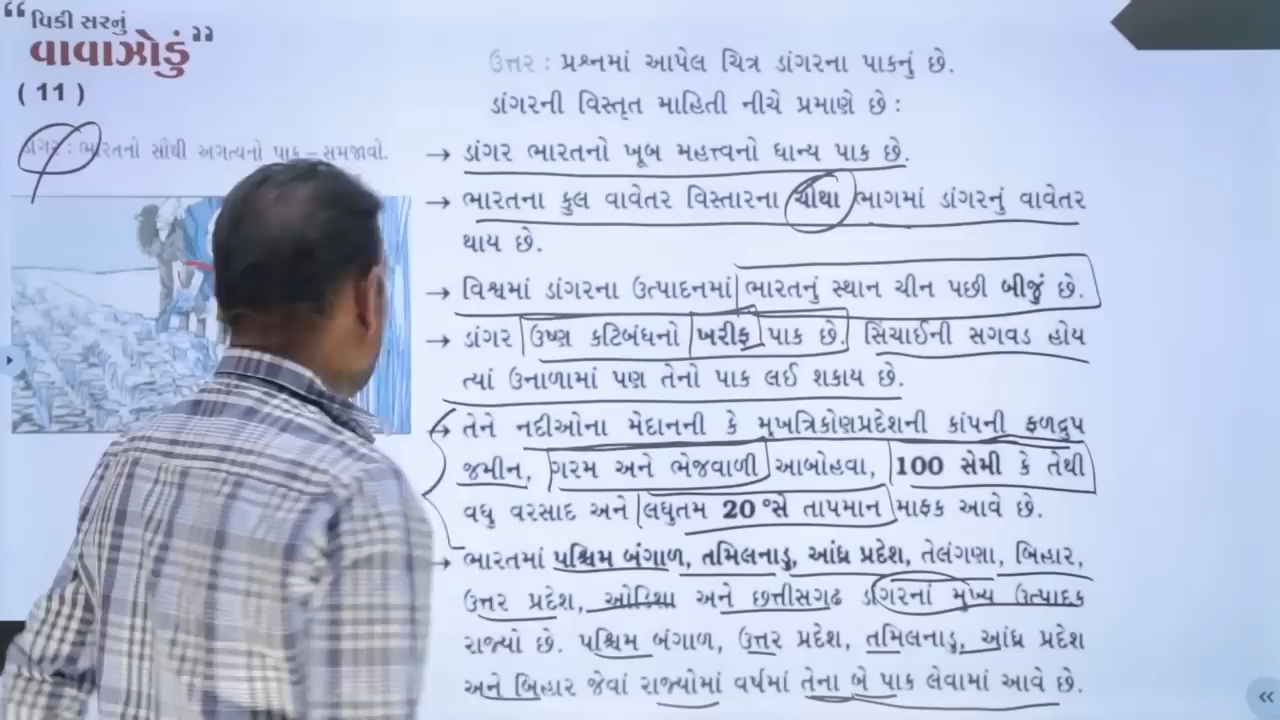 “ વિકી સરનું
વાવાઝોડું ”
( 11 )
ડાંગર : ભારતનો સૌથી અગત્યનો પાક – સમજાવો.
ઉત્તર : પ્રશ્નમાં આપેલ ચિત્ર ડાંગરના પાકનું છે.
ડાંગરની વિસ્તૃત માહિતી નીચે પ્રમાણે છે :
→ ડાંગર ભારતનો ખૂબ મહત્ત્વનો ધાન્ય પાક છે.
→ ભારતના કુલ વાવેતર વિસ્તારના ચોથા ભાગમાં ડાંગરનું વાવેતર
થાય છે.
→ વિશ્વમાં ડાંગરના ઉત્પાદનમાં ભારતનું સ્થાન ચીન પછી બીજું છે.
→ ડાંગર ઉષ્ણ કટિબંધનો ખરીફ પાક છે. સિંચાઈની સગવડ હોય
ત્યાં ઉનાળામાં પણ તેનો પાક લઈ શકાય છે.
→ તેને નદીઓના મેદાનની કે મુખત્રિકોણપ્રદેશની કાંપની ફળદ્રુપ
જમીન, ગરમ અને ભેજવાળી આબોહવા, 100 સેમી કે તેથી
વધુ વરસાદ અને લઘુતમ 20 °સે તાપમાન માફક આવે છે.
→ ભારતમાં પશ્ચિમ બંગાળ, તમિલનાડુ, આંધ્ર પ્રદેશ, તેલંગણા, બિહાર,
ઉત્તર પ્રદેશ, ઓડિશા અને છત્તીસગઢ ડાંગરનાં મુખ્ય ઉત્પાદક
રાજ્યો છે. પશ્ચિમ બંગાળ, ઉત્તર પ્રદેશ, તમિલનાડુ, આંધ્ર પ્રદેશ
અને બિહાર જેવાં રાજ્યોમાં વર્ષમાં તેના બે પાક લેવામાં આવે છે.